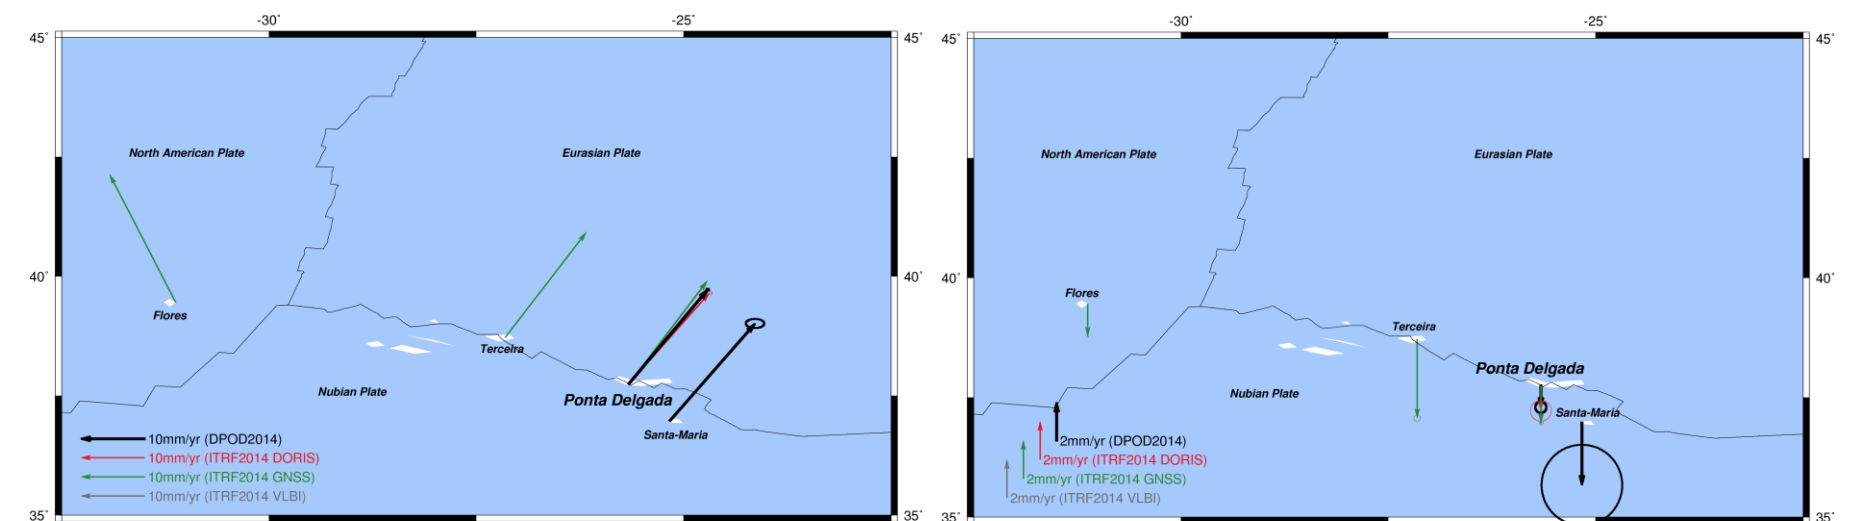 -30°
-25°
45°
45°
North American Plate
Eurasian Plate
40°
40°
Flores
Terceira
Nubian Plate
Ponta Delgada
Santa-Maria
10mm/yr (DPOD2014)
10mm/yr (ITRF2014 DORIS)
10mm/yr (ITRF2014 GNSS)
10mm/yr (ITRF2014 VLBI)
35°
35°
-30°
-25°
45°
North American Plate
Eurasian Plate
40°
Flores
Terceira
Ponta Delgada
Nubian Plate
Santa-Maria
2mm/yr (DPOD2014)
2mm/yr (ITRF2014 DORIS)
2mm/yr (ITRF2014 GNSS)
2mm/yr (ITRF2014 VLBI)
35°
35°